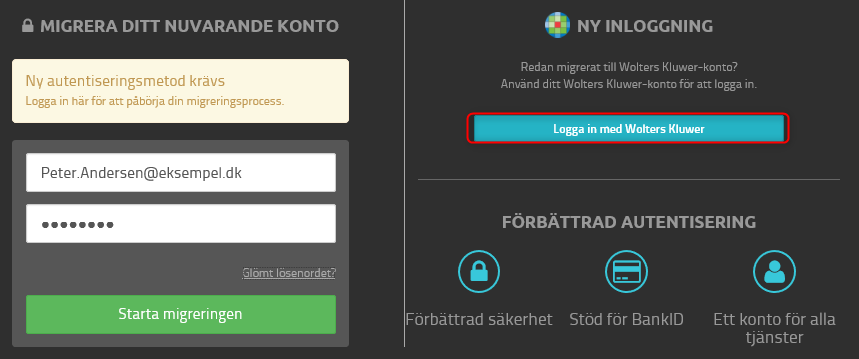 MIGRERA DITT NUVARANDE KONTO
Ny autentiseringsmetod krävs
Logga in här för att påbörja din migreringsprocess.
Peter.Andersen@eksempel.dk
●●●●●●●●
Glömt lösenordet?
Starta migreringen
NY INLOGGNING
Redan migrerat till Wolters Kluwer-konto?
Använd ditt Wolters Kluwer-konto för att logga in.
Logga in med Wolters Kluwer
FÖRBÄTTRAD AUTENTISERING
Förbättrad säkerhet
Stöd för BankID
Ett konto för alla
tjänster